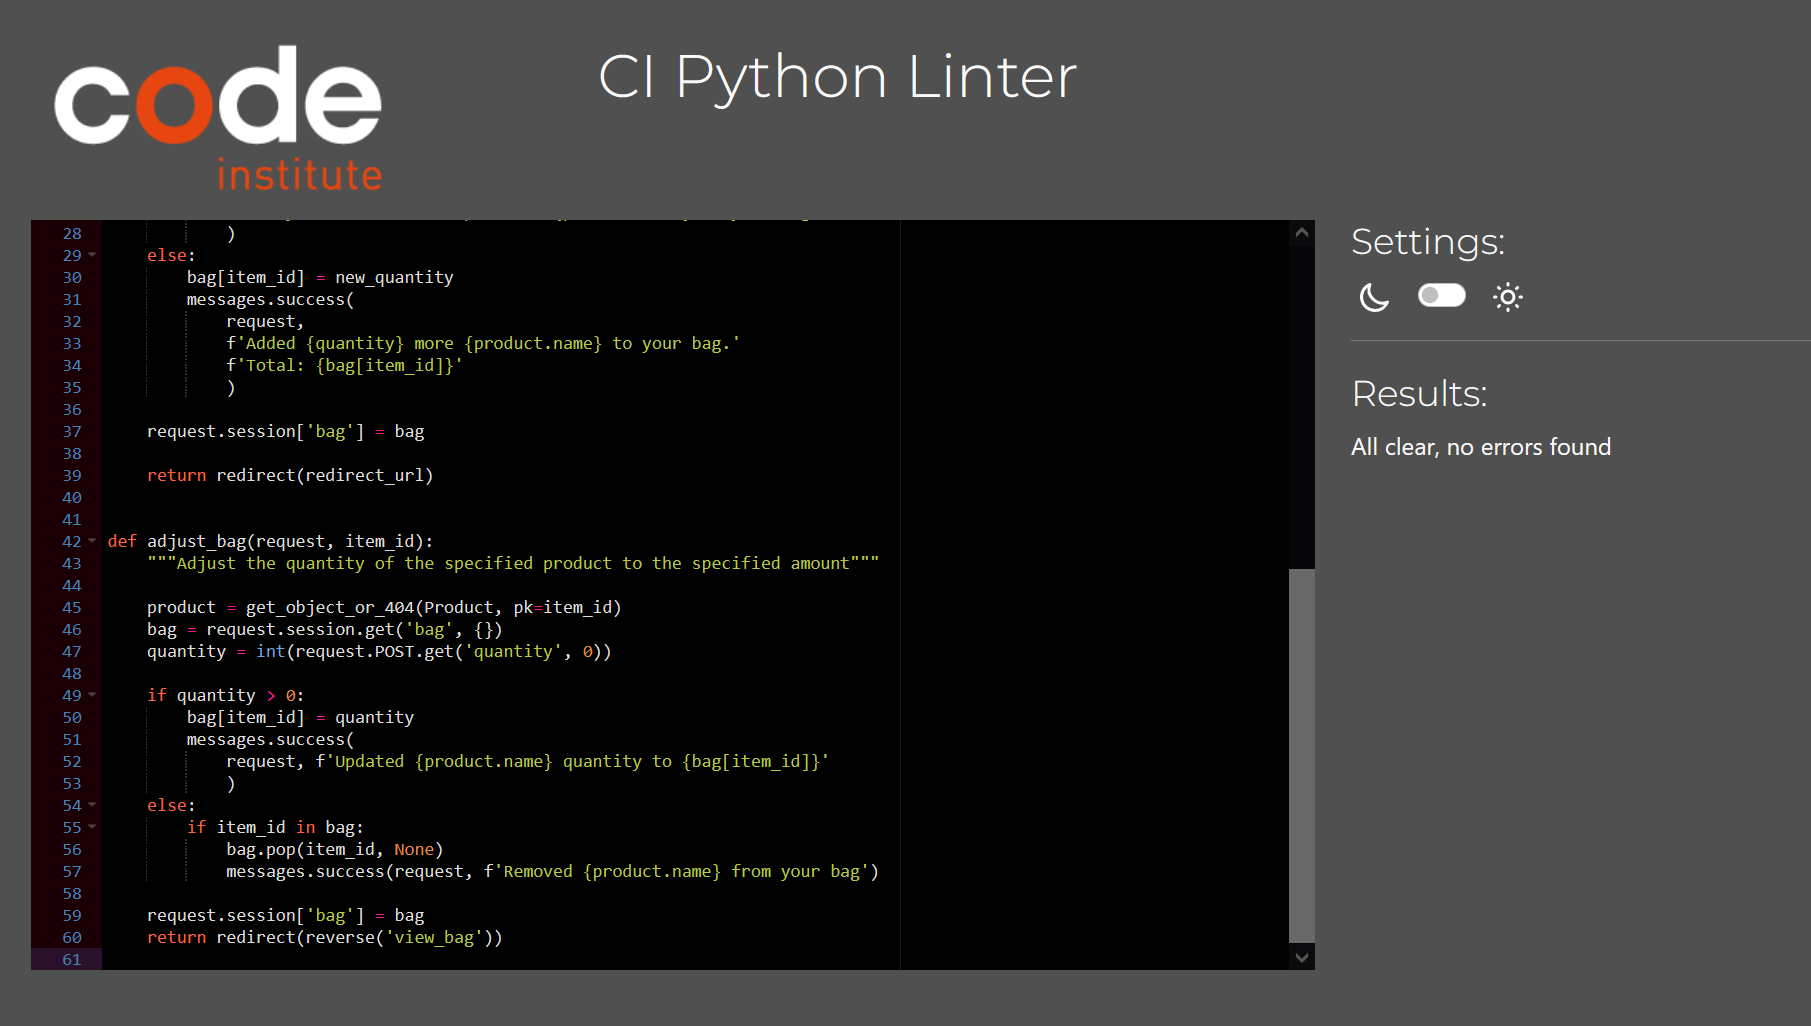 code
institute
CI Python Linter
28 )
29 else:
30 bag[item_id] = new_quantity
31 messages.success(
32 request,
33 f'Added {quantity} more {product.name} to your bag.'
34 f'Total: {bag[item_id]}'
35 )
36
37 request.session['bag'] = bag
38
39 return redirect(redirect_url)
40
41
42 def adjust_bag(request, item_id):
43 """Adjust the quantity of the specified product to the specified amount"""
44
45 product = get_object_or_404(Product, pk=item_id)
46 bag = request.session.get('bag', {})
47 quantity = int(request.POST.get('quantity', 0))
48
49 if quantity > 0:
50 bag[item_id] = quantity
51 messages.success(
52 request, f'Updated {product.name} quantity to {bag[item_id]}'
53 )
54 else:
55 if item_id in bag:
56 bag.pop(item_id, None)
57 messages.success(request, f'Removed {product.name} from your bag')
58
59 request.session['bag'] = bag
60 return redirect(reverse('view_bag'))
61
Settings:
Results:
All clear, no errors found